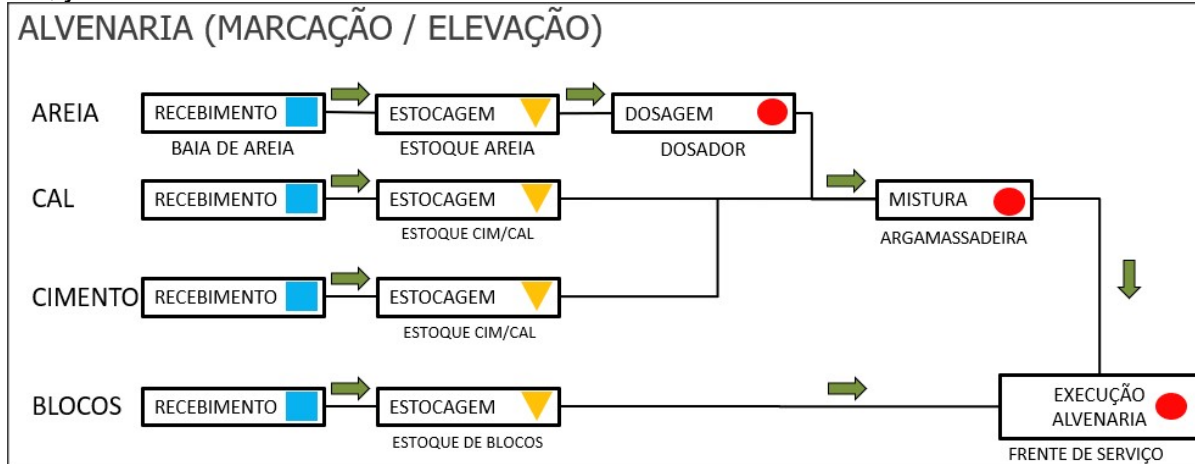 ALVENARIA (MARCAÇÃO / ELEVAÇÃO)
AREIA
RECEBIMENTO
BAIA DE AREIA
ESTOCAGEM
ESTOQUE AREIA
DOSAGEM
DOSADOR
CAL
RECEBIMENTO
ESTOCAGEM
ESTOQUE CIM/CAL
MISTURA
ARGAMASSADEIRA
CIMENTO
RECEBIMENTO
ESTOCAGEM
ESTOQUE CIM/CAL
BLOCOS
RECEBIMENTO
ESTOCAGEM
ESTOQUE DE BLOCOS
EXECUÇÃO
ALVENARIA
FRENTE DE SERVIÇO